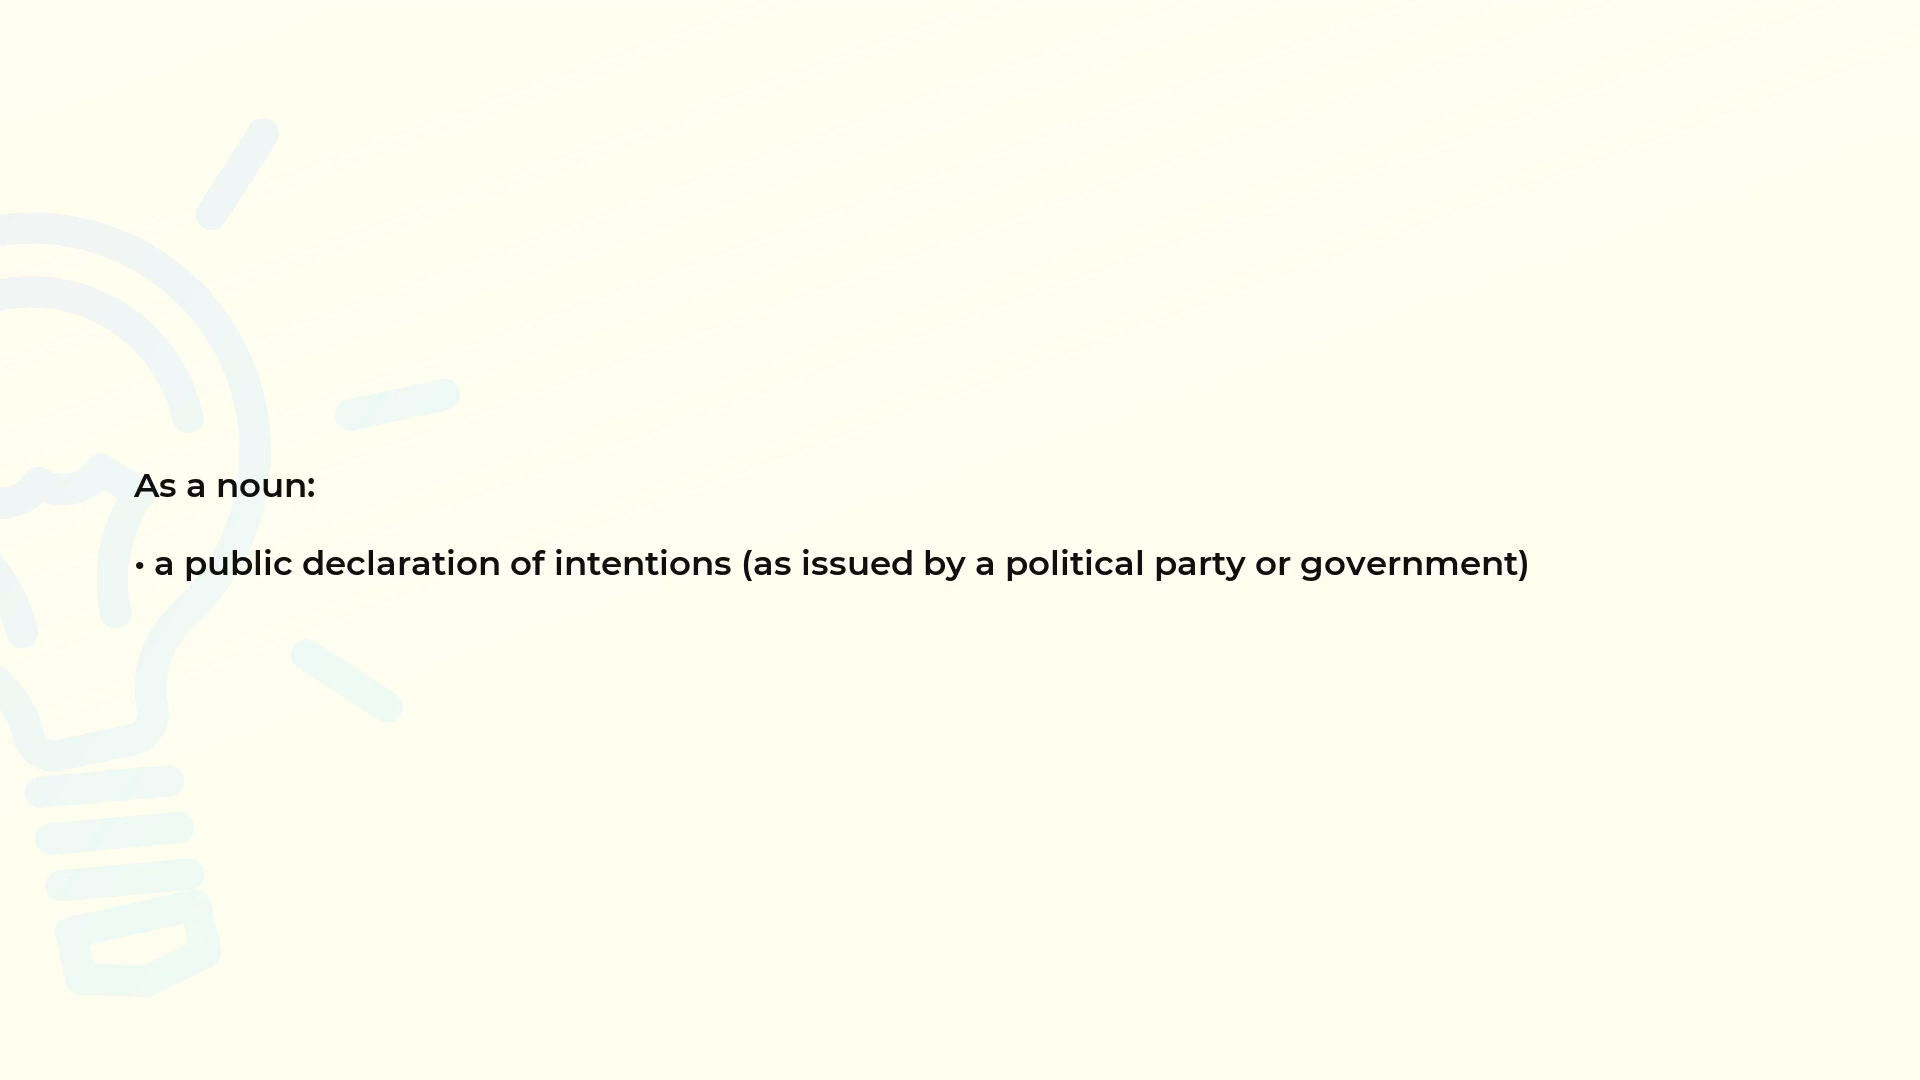 As a noun:
• a public declaration of intentions (as issued by a political party or government)